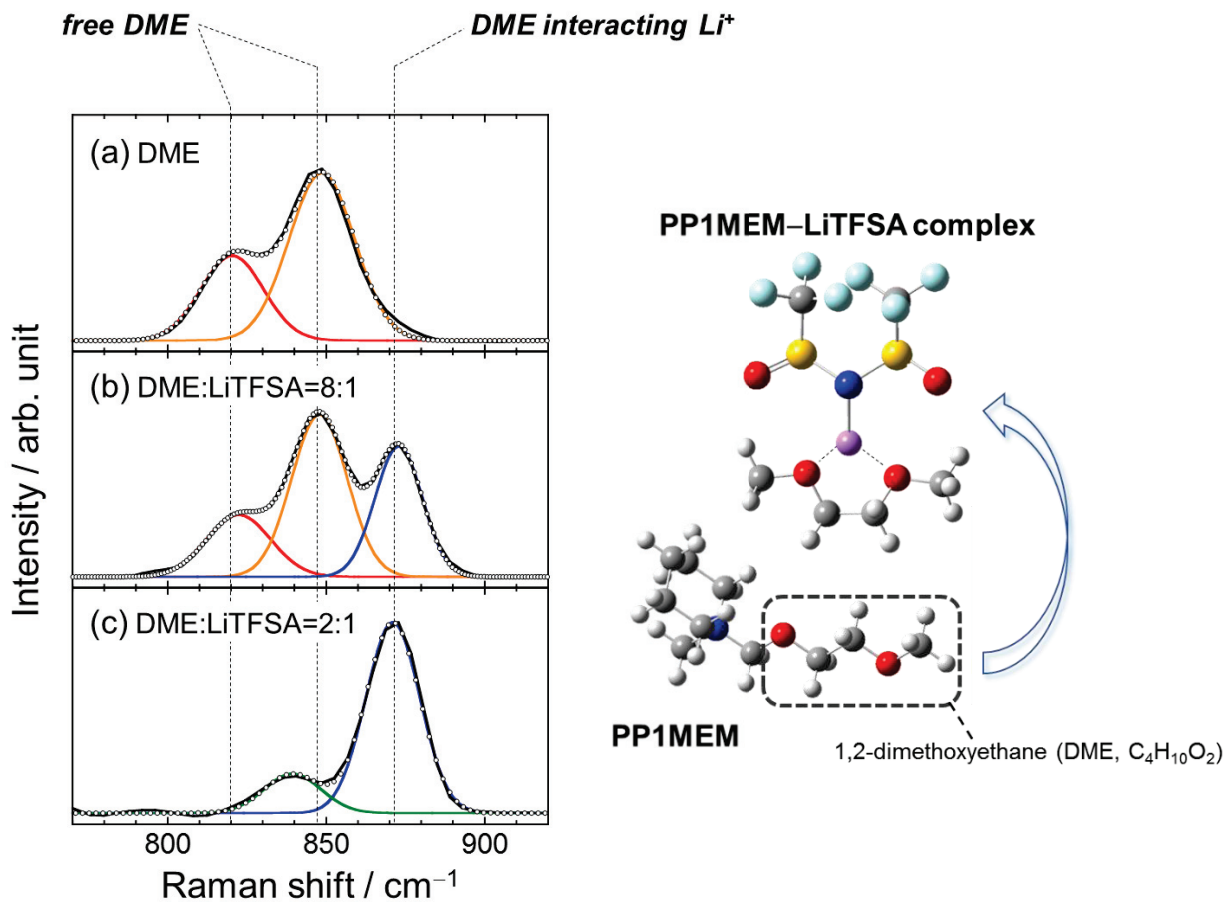 free DME
DME interacting Li⁺
(a) DME
(b) DME:LiTFSA=8:1
(c) DME:LiTFSA=2:1
Intensity / arb. unit
800 850 900
Raman shift / cm⁻¹
PP1MEM–LiTFSA complex
PP1MEM
1,2-dimethoxyethane (DME, C₄H₁₀O₂)